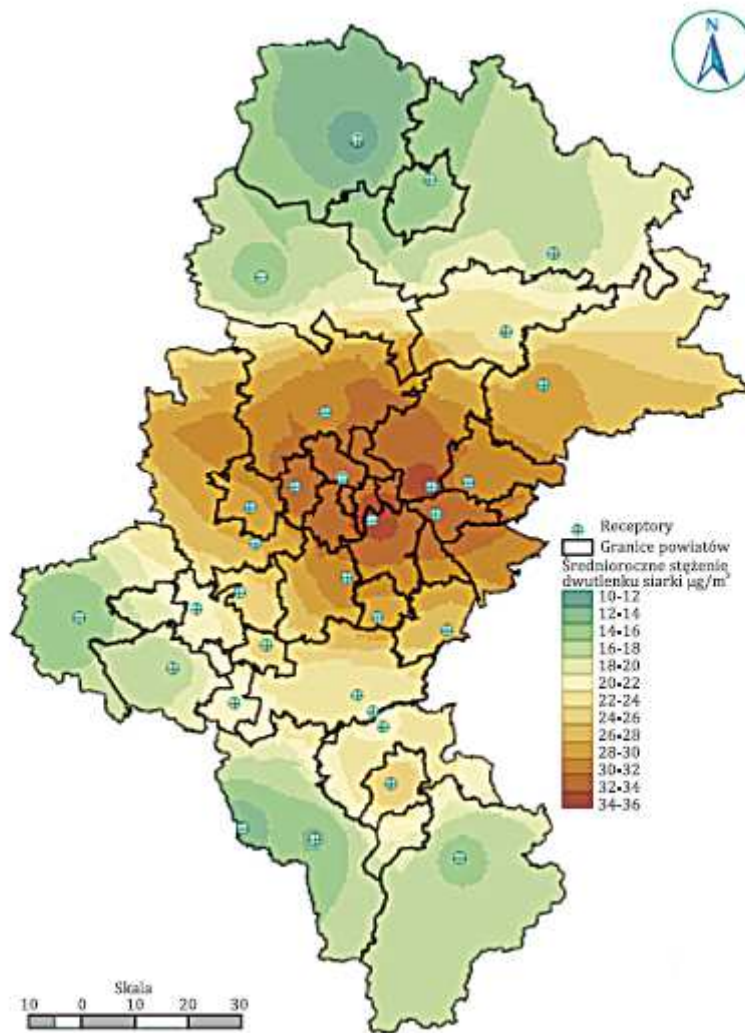 N
Receptory
Granice powiatów
Średnioroczne stężenie
dwutlenku siarki µg/m³
10-12
12-14
14-16
16-18
18-20
20-22
22-24
24-26
26-28
28-30
30-32
32-34
34-36
Skala
10 0 10 20 30